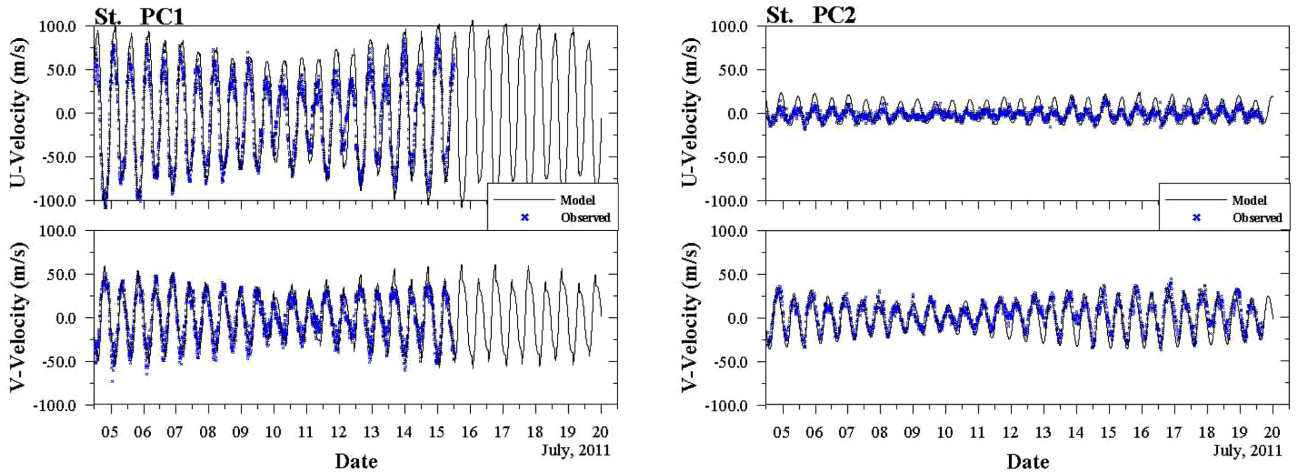 St. PC1
100.0
50.0
0.0
-50.0
-100.0
U-Velocity (m/s)
Model
Observed
100.0
50.0
0.0
-50.0
-100.0
V-Velocity (m/s)
05 06 07 08 09 10 11 12 13 14 15 16 17 18 19 20
July, 2011
Date
St. PC2
100.0
50.0
0.0
-50.0
-100.0
U-Velocity (m/s)
Model
Observed
100.0
50.0
0.0
-50.0
-100.0
V-Velocity (m/s)
05 06 07 08 09 10 11 12 13 14 15 16 17 18 19 20
July, 2011
Date